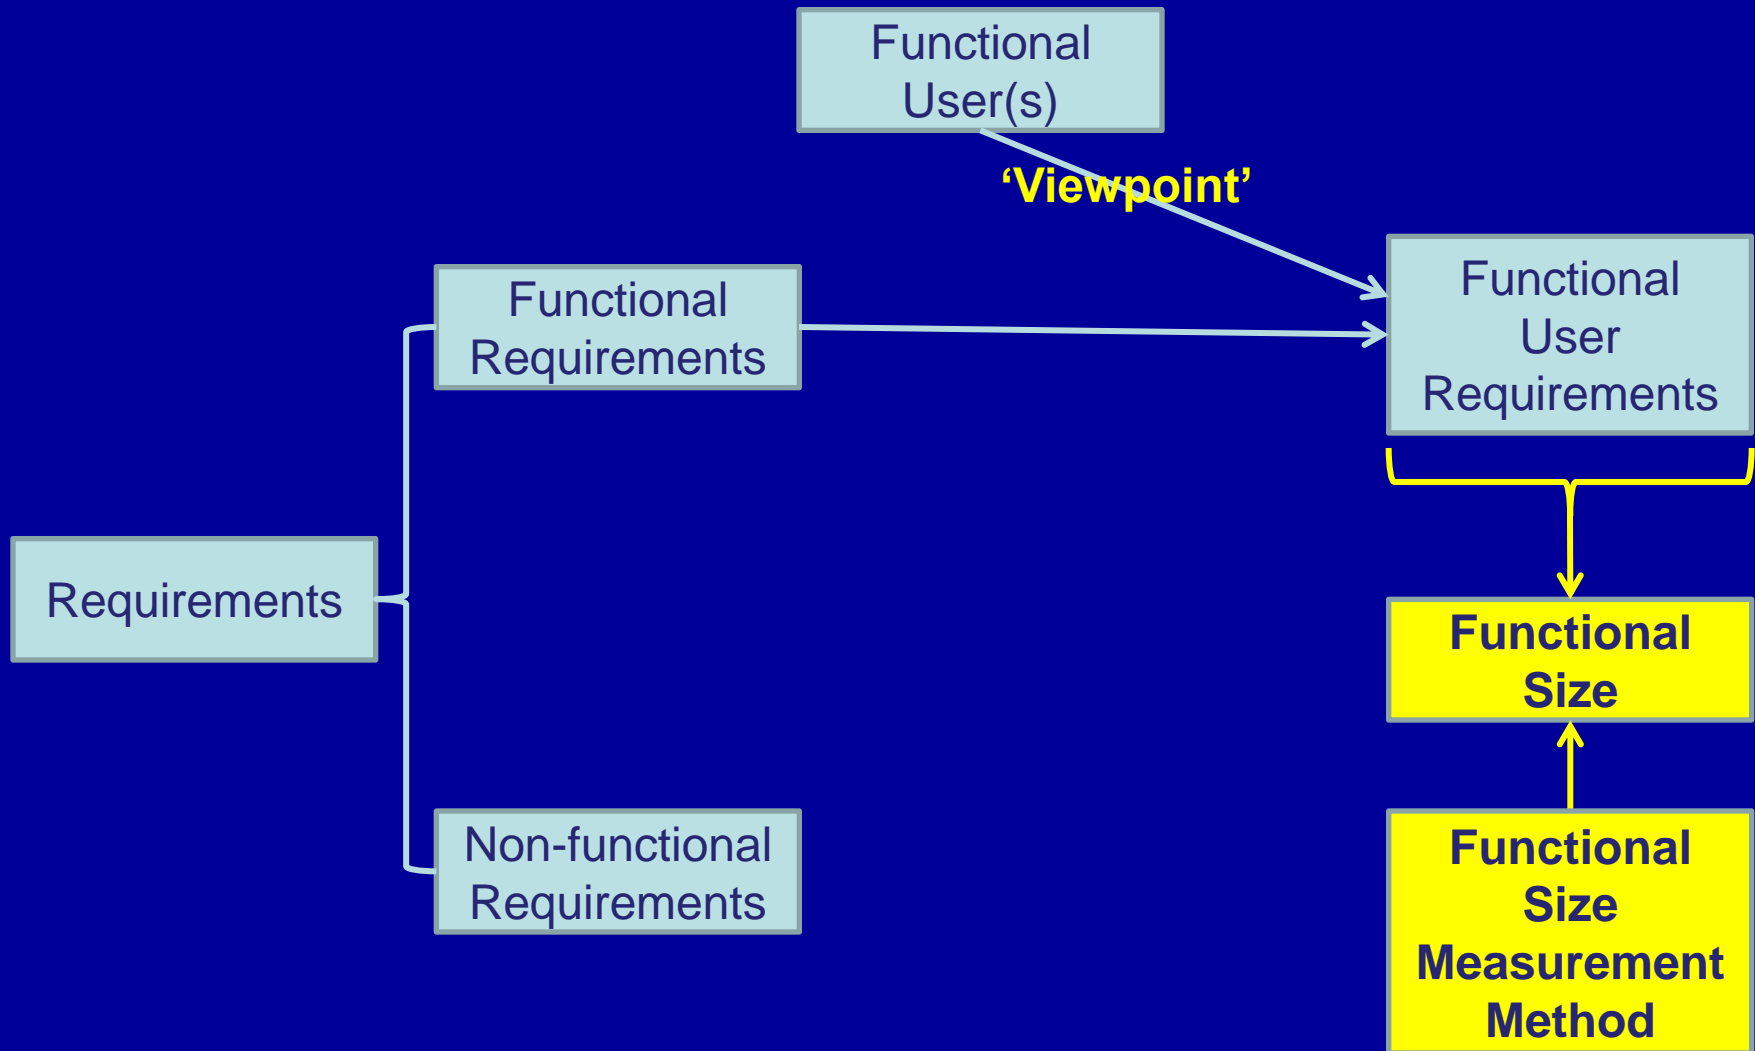 Functional
User(s)
‘Viewpoint’
Functional
Requirements
Functional
User
Requirements
Requirements
Functional
Size
Non-functional
Requirements
Functional
Size
Measurement
Method